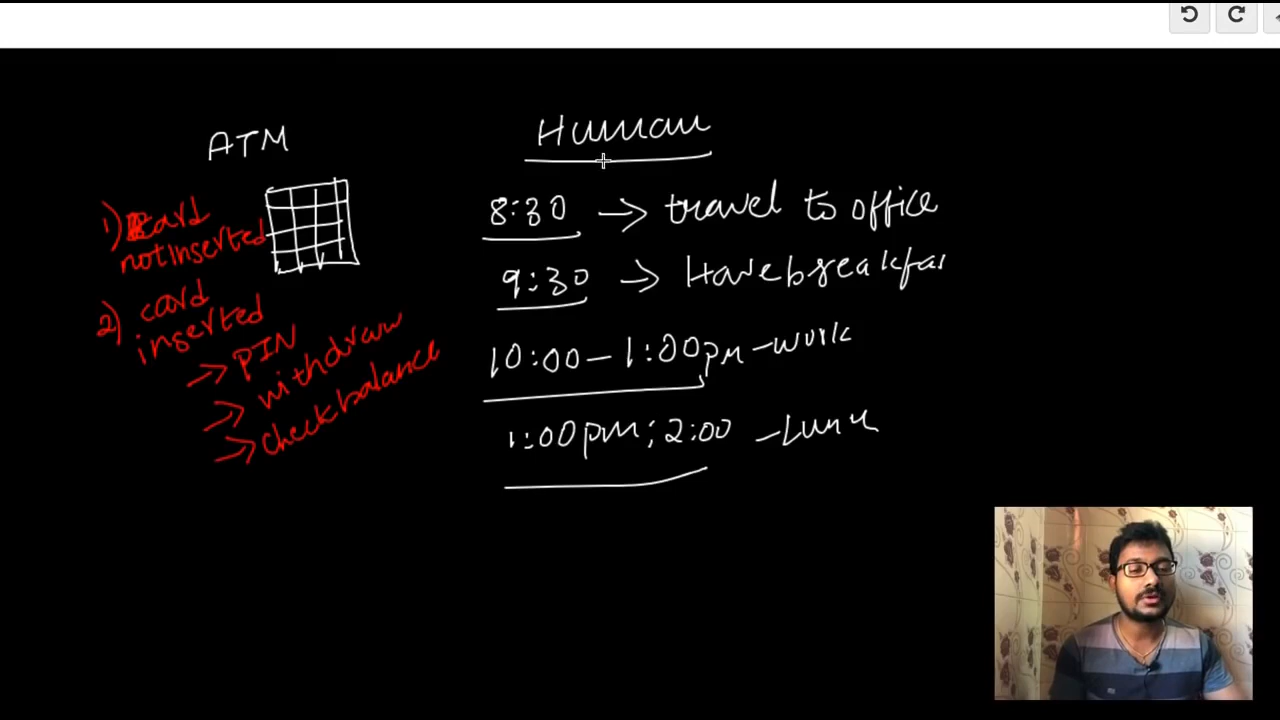 ATM
1) card
not inserted
2) card
inserted
→ PIN
→ withdraw
→ check balance
Human
8:30 → travel to office
9:30 → Have breakfas
10:00 - 1:00pm - work
1:00pm : 2:00 - Lunch